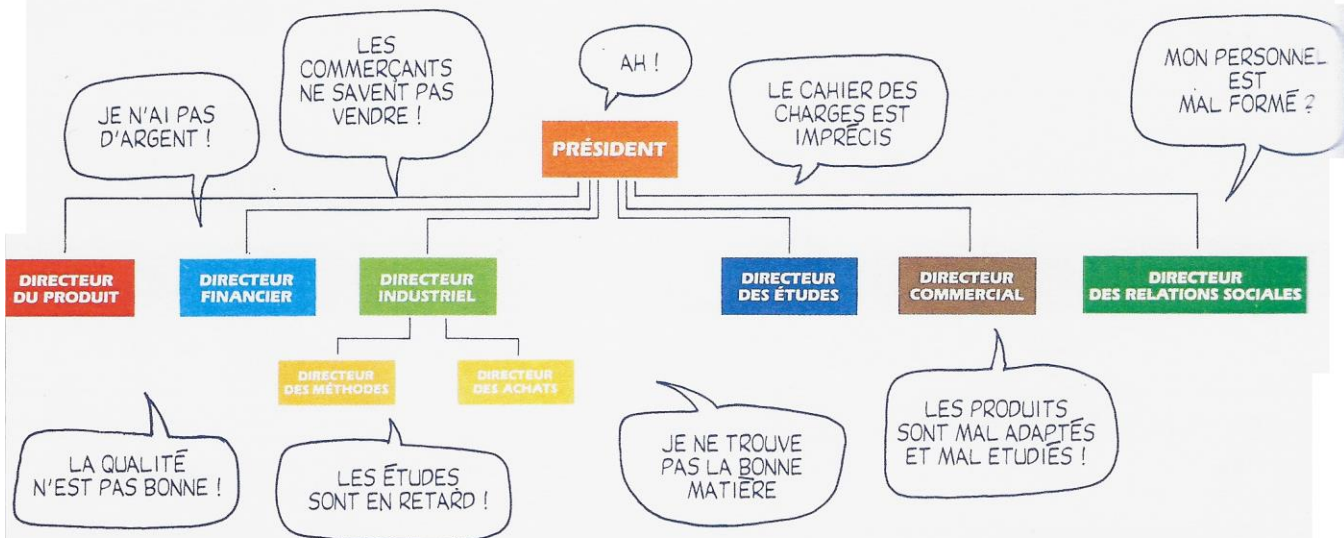 LES
COMMERÇANTS
NE SAVENT PAS
VENDRE !
AH !
MON PERSONNEL
EST
MAL FORMÉ ?
JE N'AI PAS
D'ARGENT !
LE CAHIER DES
CHARGES EST
IMPRÉCIS
PRÉSIDENT
DIRECTEUR
DU PRODUIT
DIRECTEUR
FINANCIER
DIRECTEUR
INDUSTRIEL
DIRECTEUR
DES ÉTUDES
DIRECTEUR
COMMERCIAL
DIRECTEUR
DES RELATIONS SOCIALES
DIRECTEUR
DES MÉTHODES
DIRECTEUR
DES ACHATS
LA QUALITÉ
N'EST PAS BONNE !
LES ÉTUDES
SONT EN RETARD !
JE NE TROUVE
PAS LA BONNE
MATIÈRE
LES PRODUITS
SONT MAL ADAPTÉS
ET MAL ETUDIÉS !